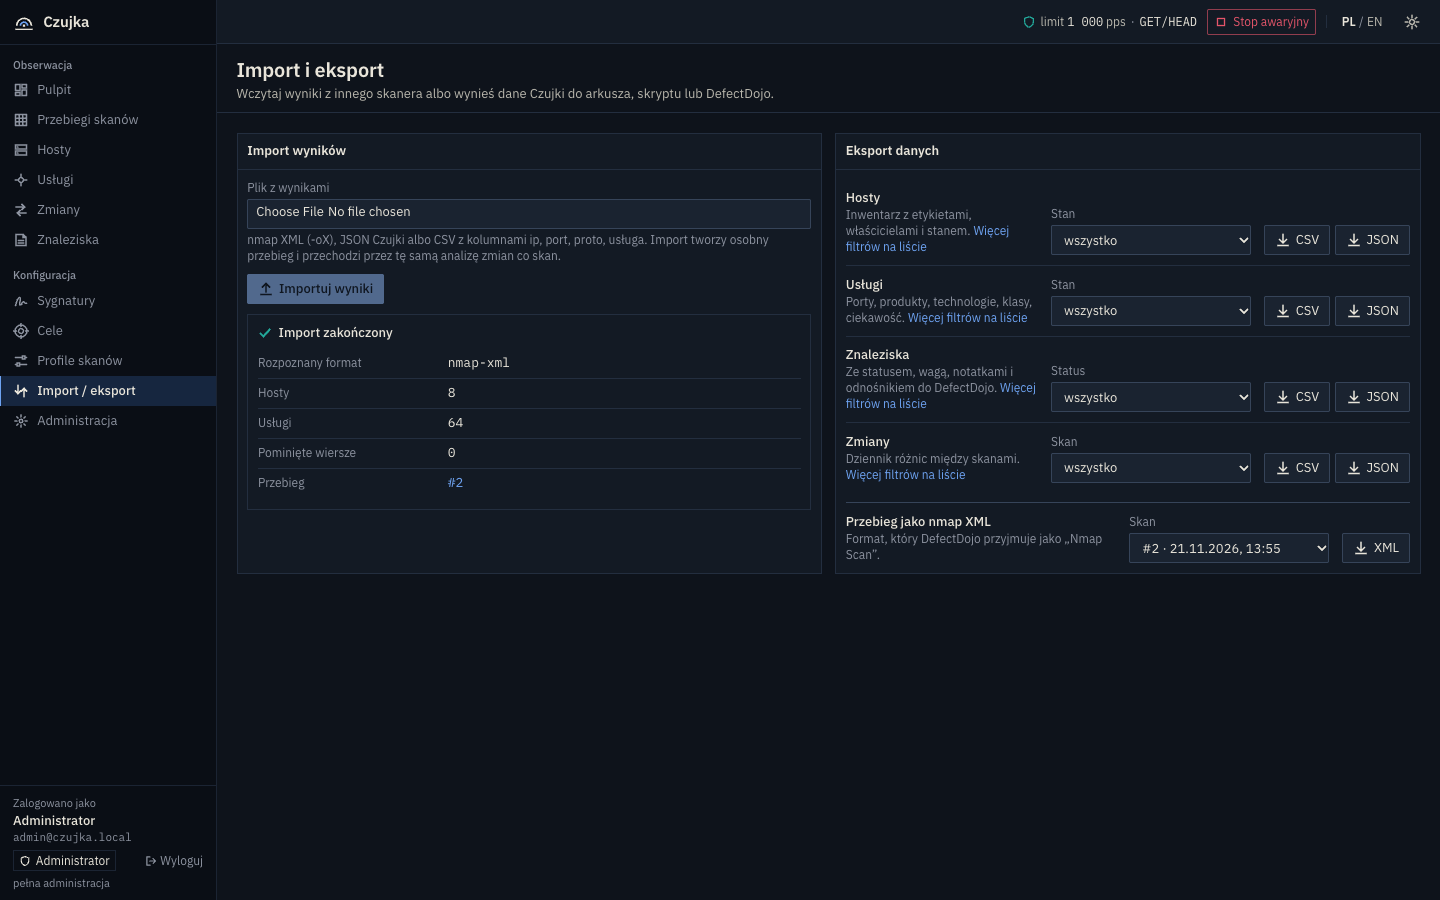 Czujka
limit 1 000 pps · GET/HEAD
Stop awaryjny
PL / EN
Obserwacja
Pulpit
Przebiegi skanów
Hosty
Usługi
Zmiany
Znaleziska
Konfiguracja
Sygnatury
Cele
Profile skanów
Import / eksport
Administracja
Zalogowano jako
Administrator
admin@czujka.local
Administrator
Wyloguj
pełna administracja
Import i eksport
Wczytaj wyniki z innego skanera albo wynieś dane Czujki do arkusza, skryptu lub DefectDojo.
Import wyników
Plik z wynikami
Choose File No file chosen
nmap XML (-oX), JSON Czujki albo CSV z kolumnami ip, port, proto, usługa. Import tworzy osobny
przebieg i przechodzi przez tę samą analizę zmian co skan.
Importuj wyniki
Import zakończony
Rozpoznany format nmap-xml
Hosty 8
Usługi 64
Pominięte wiersze 0
Przebieg #2
Eksport danych
Hosty
Inwentarz z etykietami,
właścicielami i stanem. Więcej
filtrów na liście
Stan
wszystko
CSV
JSON
Usługi
Porty, produkty, technologie, klasy,
ciekawość. Więcej filtrów na liście
Stan
wszystko
CSV
JSON
Znaleziska
Ze statusem, wagą, notatkami i
odnośnikiem do DefectDojo. Więcej
filtrów na liście
Status
wszystko
CSV
JSON
Zmiany
Dziennik różnic między skanami.
Więcej filtrów na liście
Skan
wszystko
CSV
JSON
Przebieg jako nmap XML
Format, który DefectDojo przyjmuje jako „Nmap
Scan”.
Skan
#2 · 21.11.2026, 13:55
XML